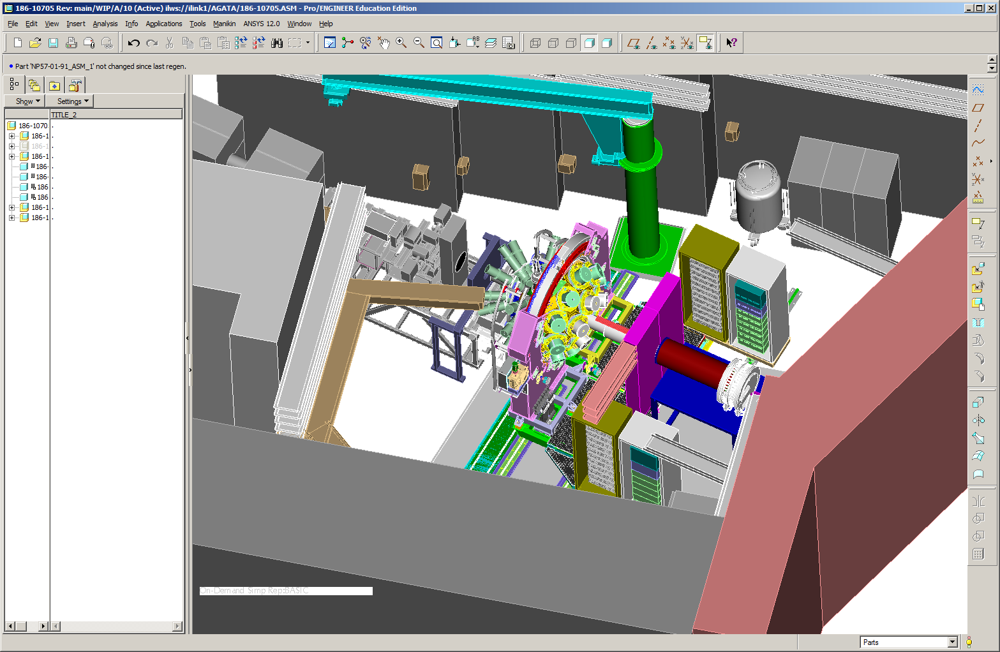 186-10705 Rev: main/WIP/A/10 (Active) ilws://ilink1/AGATA/186-10705.ASM - Pro/ENGINEER Education Edition
File Edit View Insert Analysis Info Applications Tools Manikin ANSYS 12.0 Window Help
Part 'NP57-01-91_ASM_1' not changed since last regen.
Show Settings
TITLE_2
186-1070
186-1
186-1
186-1
186-
186-
186
186
186-1
186-1
On-Demand Simp Rep:BASIC
Parts